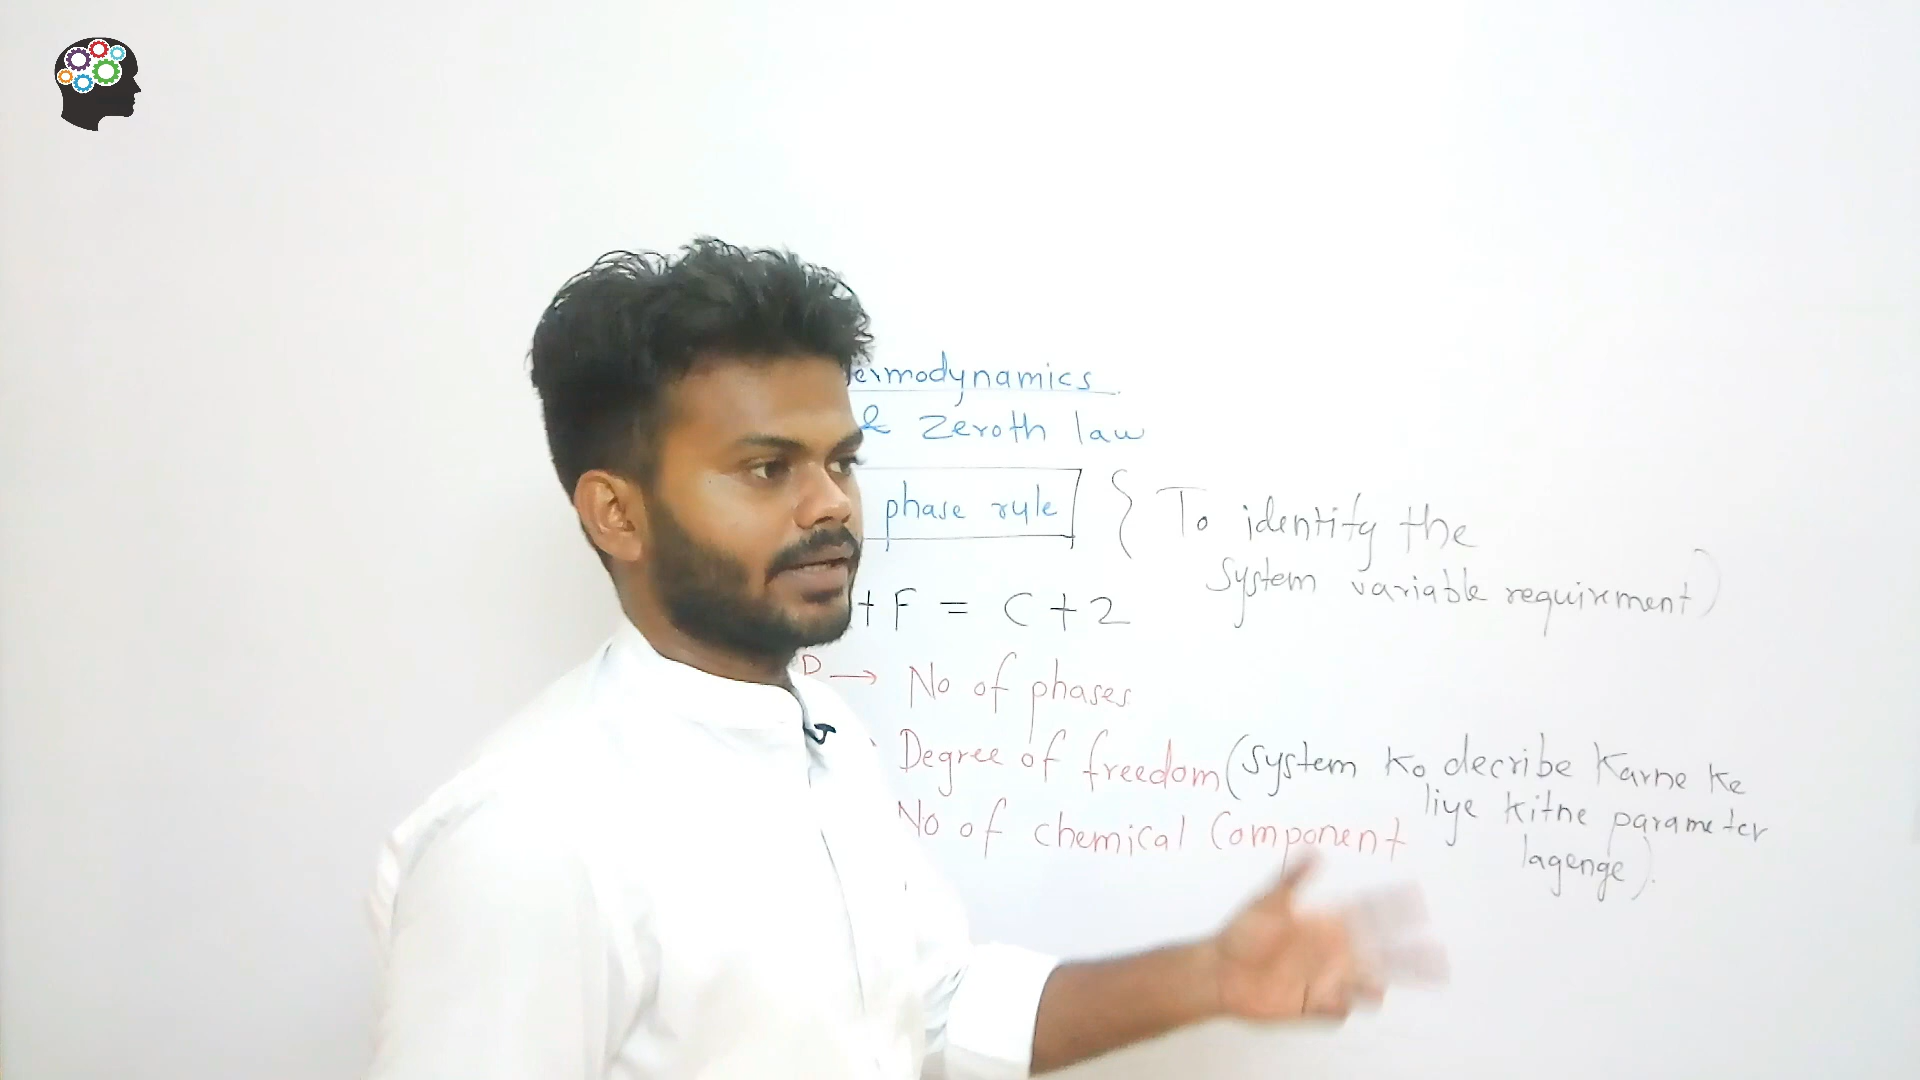 ermodynamics
& Zeroth law
phase rule { To identify the
System variable requirement)
+ F = C + 2
P → No of phases
Degree of freedom (System ko decribe Karne ke
liye kitne parameter
lagenge).
No of chemical Component